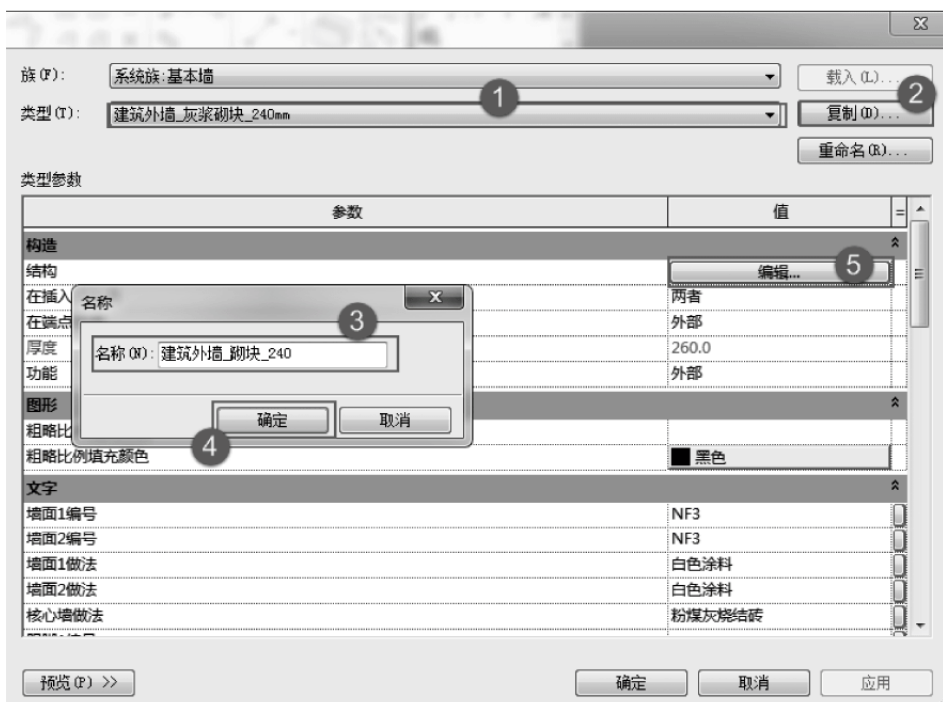 族(F): 系统族:基本墙 载入(L)...
类型(T): 建筑外墙_灰浆砌块_240mm 1 复制(D)... 2
重命名(R)...
类型参数
参数 值 =
构造
结构 编辑... 5
在插入 两者
在端点 外部
厚度 260.0
功能 外部
名称
3
名称(N): 建筑外墙_砌块_240
确定 取消
4
图形
粗略比
粗略比例填充颜色 黑色
文字
墙面1编号 NF3
墙面2编号 NF3
墙面1做法 白色涂料
墙面2做法 白色涂料
核心墙做法 粉煤灰烧结砖
预览(P) >> 确定 取消 应用